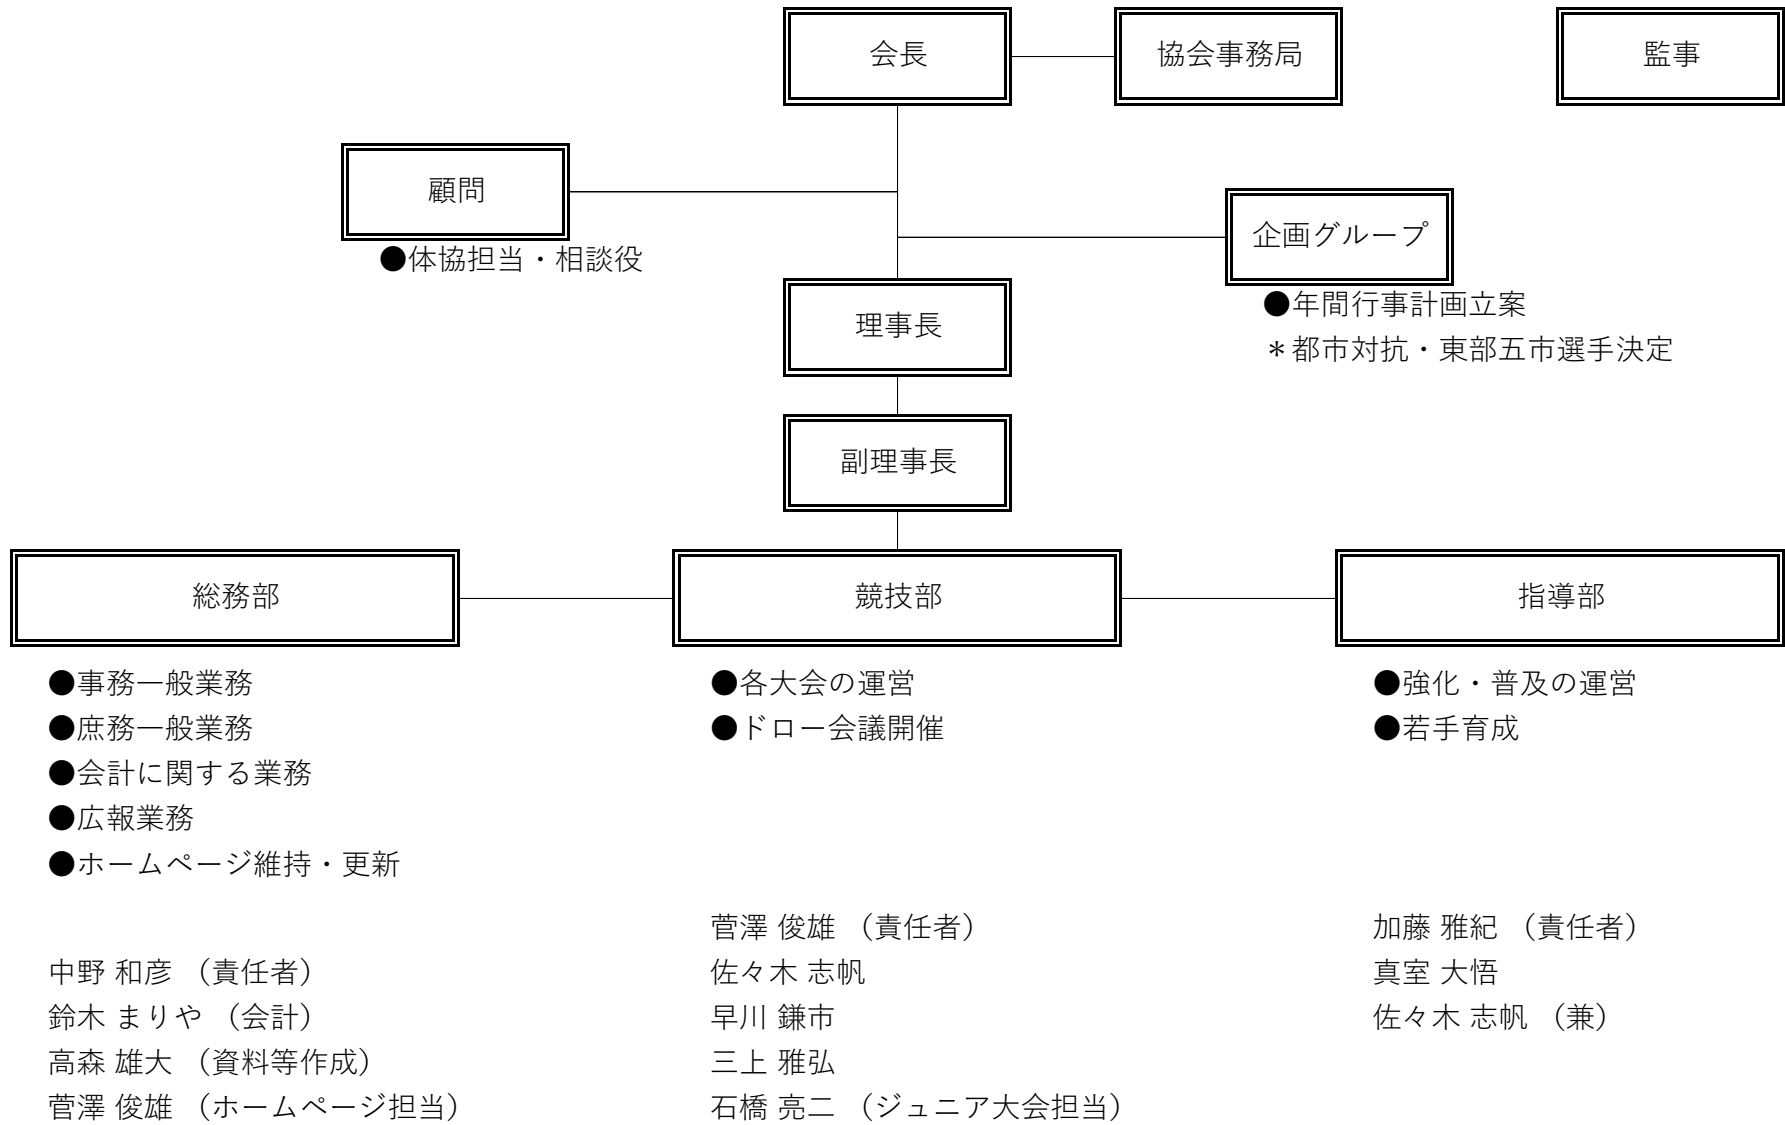 会長
協会事務局
監事
顧問
●体協担当・相談役
企画グループ
●年間行事計画立案
＊都市対抗・東部五市選手決定
理事長
副理事長
総務部
●事務一般業務
●庶務一般業務
●会計に関する業務
●広報業務
●ホームページ維持・更新
中野 和彦 （責任者）
鈴木 まりや （会計）
高森 雄大 （資料等作成）
菅澤 俊雄 （ホームページ担当）
競技部
●各大会の運営
●ドロー会議開催
菅澤 俊雄 （責任者）
佐々木 志帆
早川 鎌市
三上 雅弘
石橋 亮二 （ジュニア大会担当）
指導部
●強化・普及の運営
●若手育成
加藤 雅紀 （責任者）
真室 大悟
佐々木 志帆 （兼）